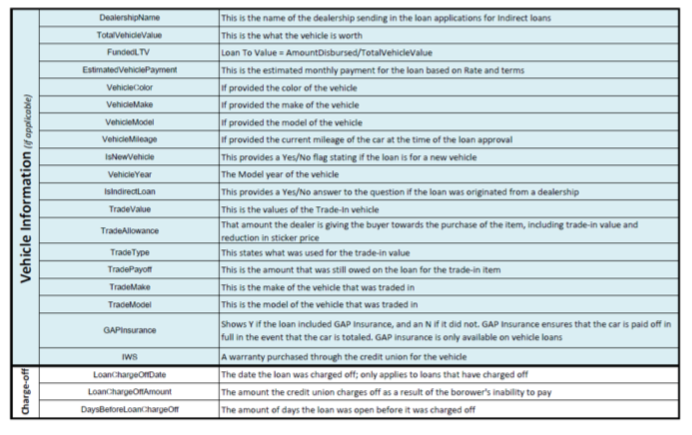 DealershipName This is the name of the dealership sending in the loan applications for Indirect loans
TotalVehicleValue This is the what the vehicle is worth
FundedLTV Loan To Value = AmountDisbursed/TotalVehicleValue
EstimatedVehiclePayment This is the estimated monthly payment for the loan based on Rate and terms
VehicleColor If provided the color of the vehicle
VehicleMake If provided the make of the vehicle
VehicleModel If provided the model of the vehicle
VehicleMileage If provided the current mileage of the car at the time of the loan approval
IsNewVehicle This provides a Yes/No flag stating if the loan is for a new vehicle
VehicleYear The Model year of the vehicle
IsIndirectLoan This provides a Yes/No answer to the question if the loan was originated from a dealership
TradeValue This is the values of the Trade-In vehicle
TradeAllowance That amount the dealer is giving the buyer towards the purchase of the item, including trade-in value and
reduction in sticker price
TradeType This states what was used for the trade-in value
TradePayoff This is the amount that was still owed on the loan for the trade-in item
TradeMake This is the make of the vehicle that was traded in
TradeModel This is the model of the vehicle that was traded in
GAPInsurance Shows Y if the loan included GAP Insurance, and an N if it did not. GAP Insurance ensures that the car is paid off in
full in the event that the car is totaled. GAP insurance is only available on vehicle loans
IWS A warranty purchased through the credit union for the vehicle
Vehicle Information (if applicable)
LoanChargeOffDate The date the loan was charged off; only applies to loans that have charged off
LoanChargeOffAmount The amount the credit union charges off as a result of the borower's inability to pay
DaysBeforeLoanChargeOff The amount of days the loan was open before it was charged off
Charge-off